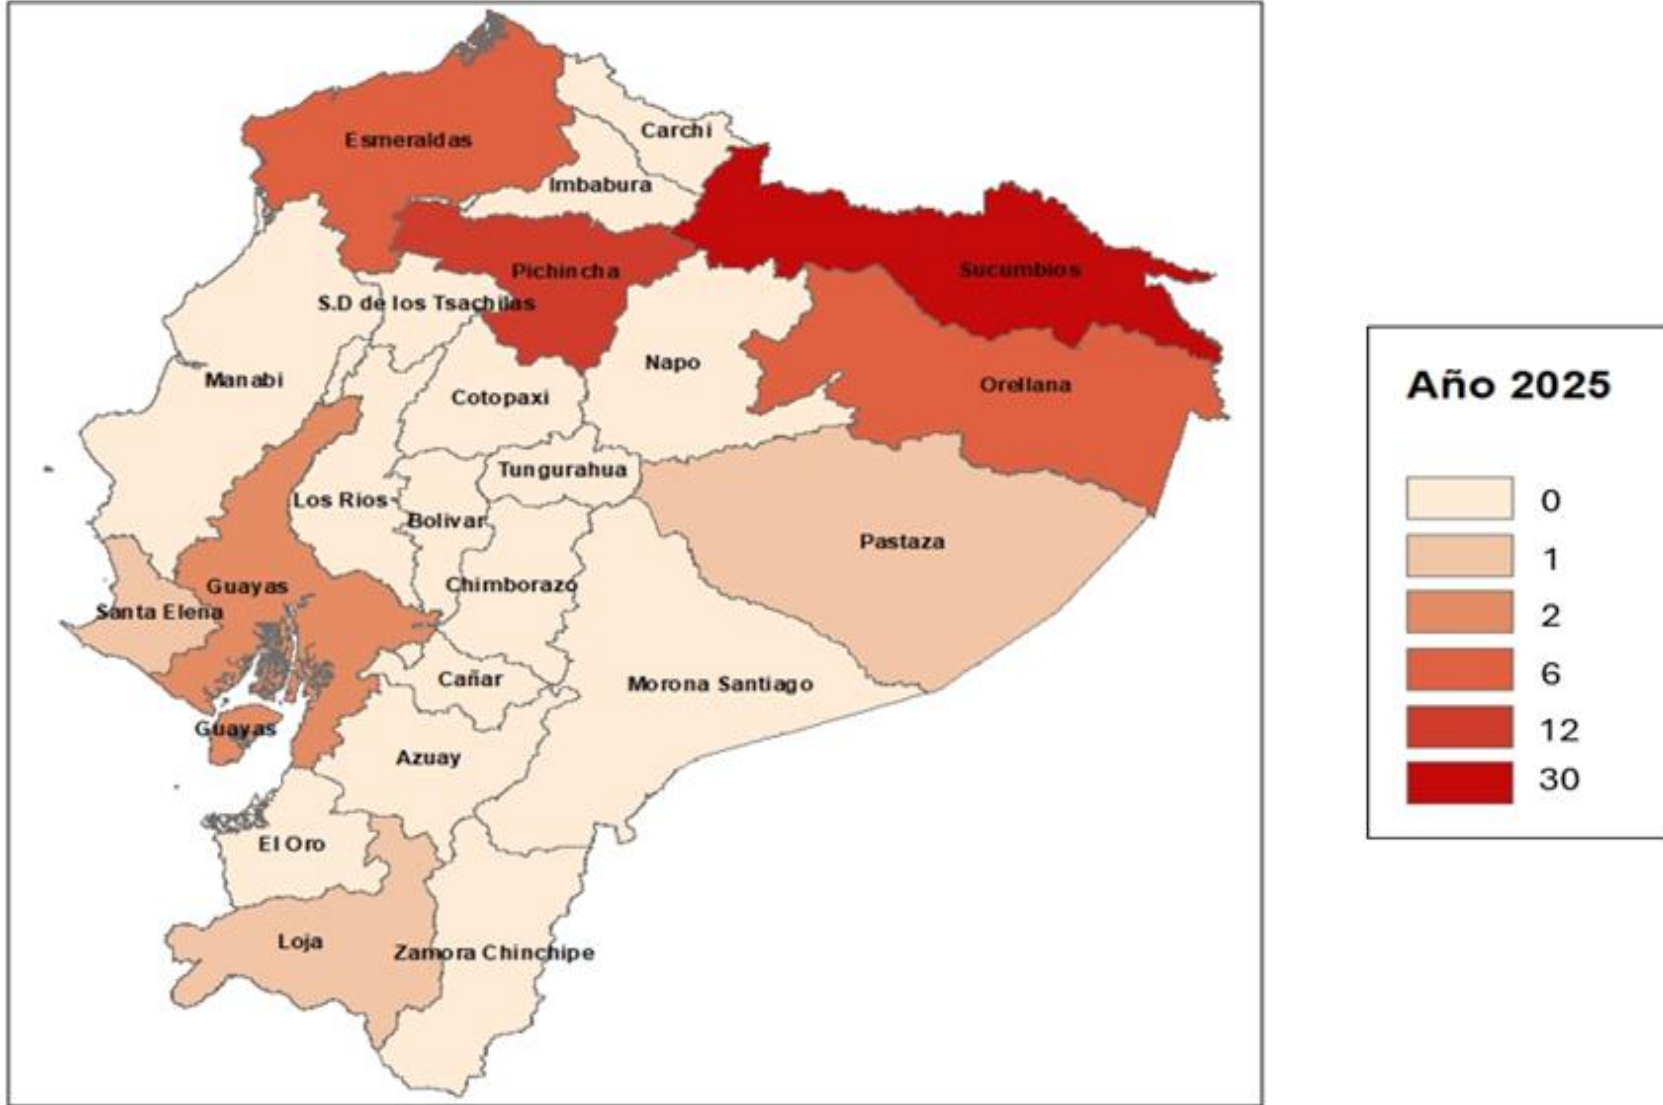 Esmeraldas
Carchi
Imbabura
Pichincha
Sucumbios
S.D de los Tsachilas
Manabi
Cotopaxi
Napo
Orellana
Los Rios
Tungurahua
Bolivar
Pastaza
Guayas
Chimborazo
Santa Elena
Cañar
Morona Santiago
Guayas
Azuay
El Oro
Loja
Zamora Chinchipe
Año 2025
0
1
2
6
12
30